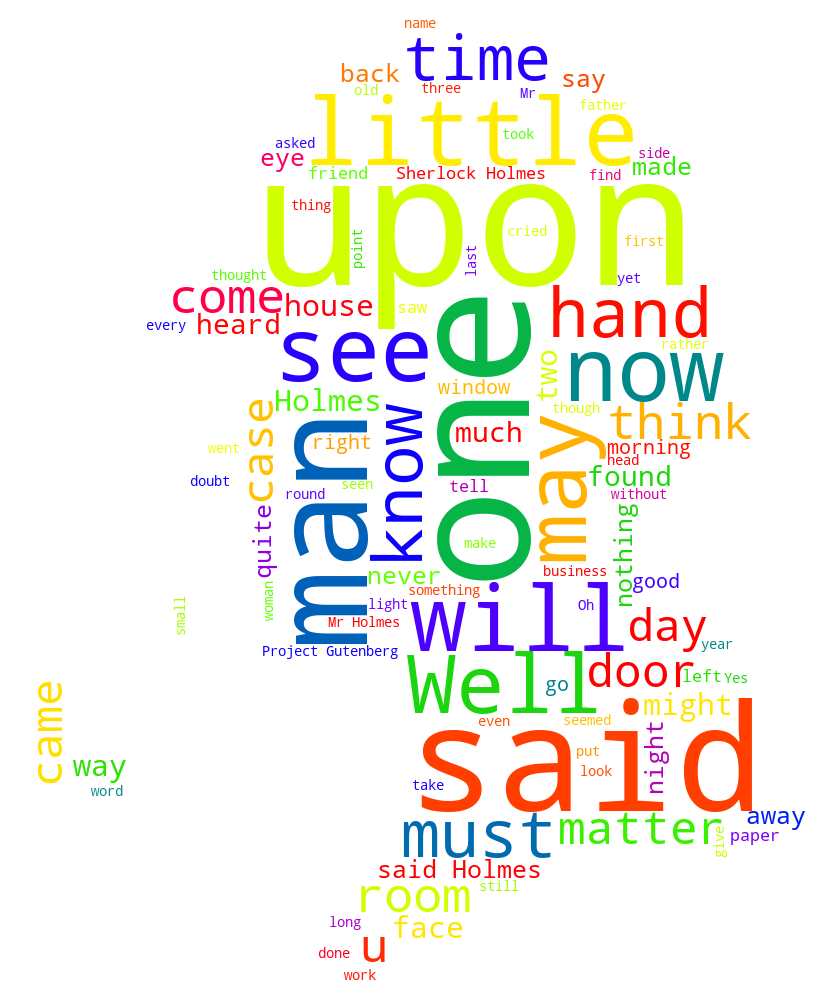 name
time
back
say
old
three
Mr
little
father
took
asked
eye
side
made
friend
Sherlock Holmes
find
upon
thing
cried
point
first
last
thought
yet
come
house
saw
hand
every
heard
one
see
rather
now
two
window
Holmes
know
though
case
may
think
man
right
much
went
morning
head
found
doubt
seen
tell
round
without
quite
nothing
make
never
business
good
woman
something
will
light
Oh
small
Mr Holmes
day
year
Project Gutenberg
Well
door
go
left
Yes
came
might
said
even
seemed
night
way
put
look
word
take
must
matter
away
paper
give
said Holmes
room
still
long
face
u
done
work